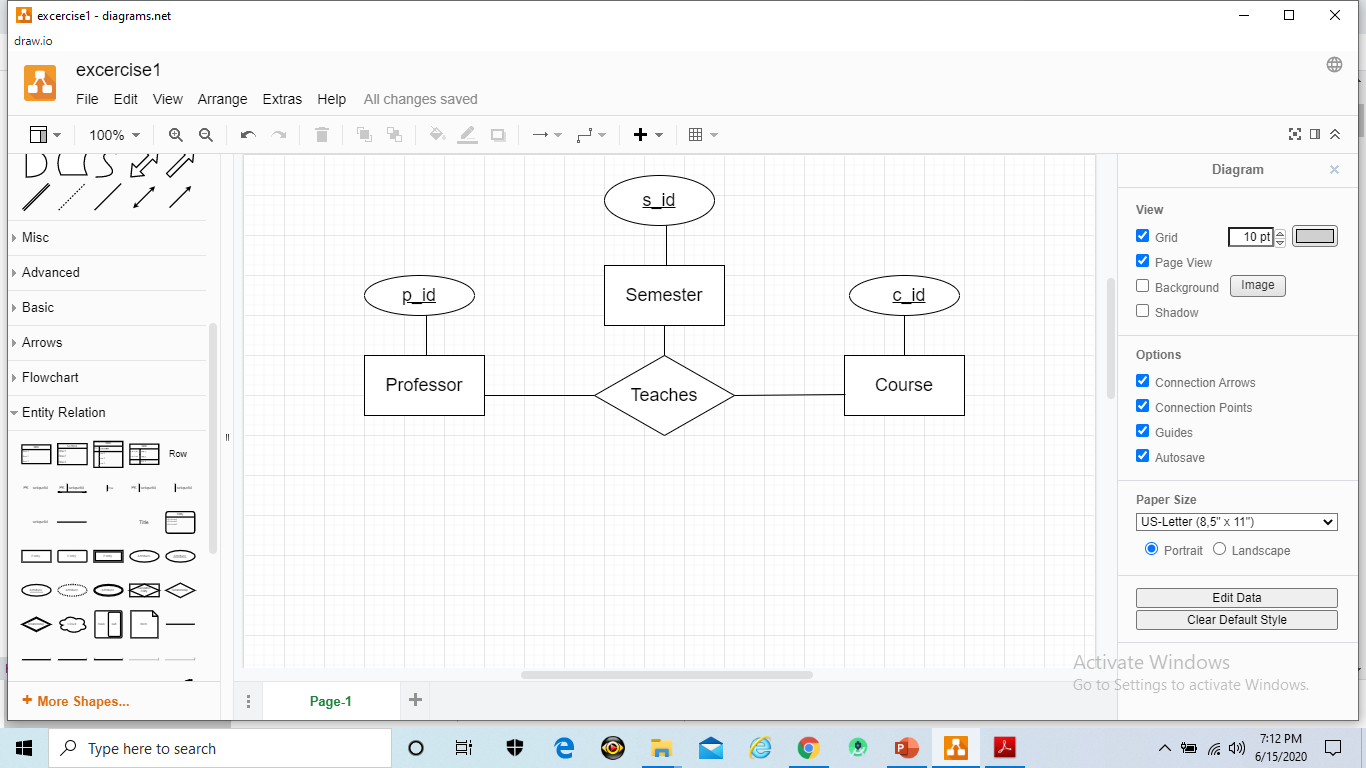 excercise1 - diagrams.net
draw.io
excercise1
File Edit View Arrange Extras Help All changes saved
100%
Diagram
View
Grid 10 pt
Page View
Background Image
Shadow
Options
Connection Arrows
Connection Points
Guides
Autosave
Paper Size
US-Letter (8,5" x 11")
Portrait Landscape
Edit Data
Clear Default Style
Misc
Advanced
Basic
Arrows
Flowchart
Entity Relation
Row
Title
More Shapes...
s_id
Semester
p_id
c_id
Professor
Teaches
Course
Page-1
Activate Windows
Go to Settings to activate Windows.
Type here to search
7:12 PM
6/15/2020